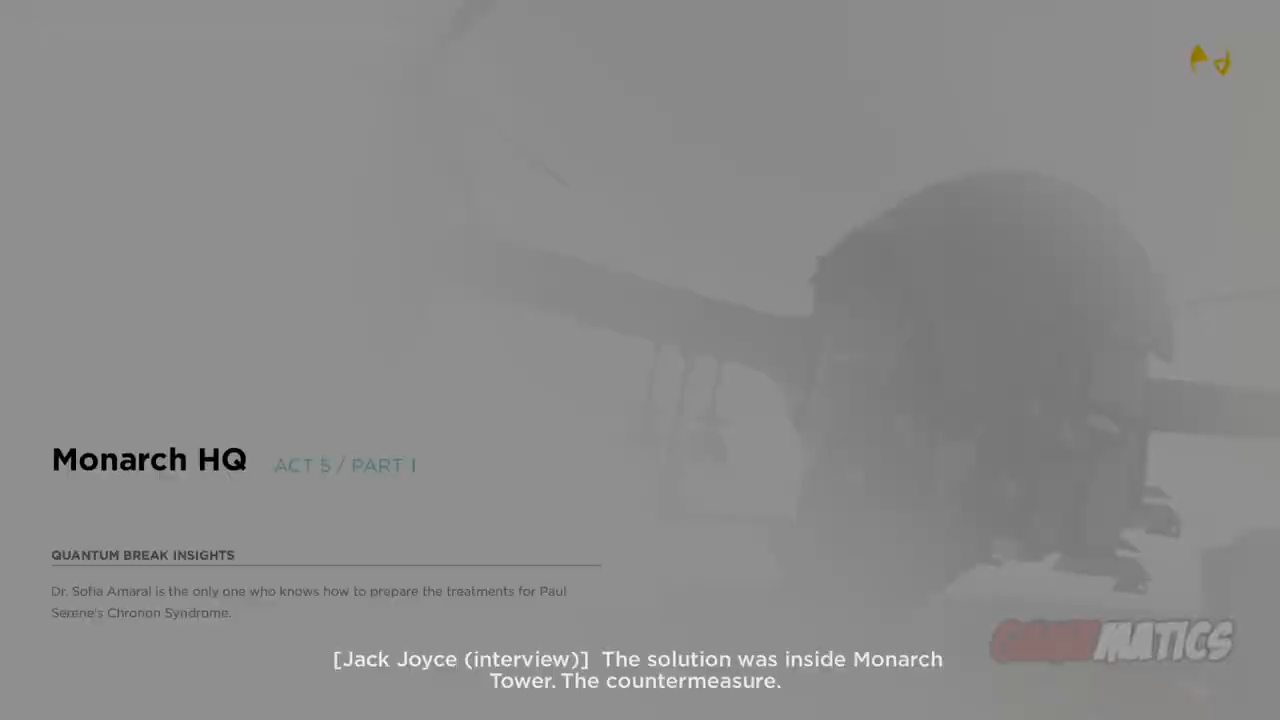 Monarch HQ ACT 5 / PART 1
QUANTUM BREAK INSIGHTS
Dr. Sofia Amaral is the only one who knows how to prepare the treatments for Paul
Serene's Chronon Syndrome.
[Jack Joyce (interview)] The solution was inside Monarch
Tower. The countermeasure.
GAMEMATICS